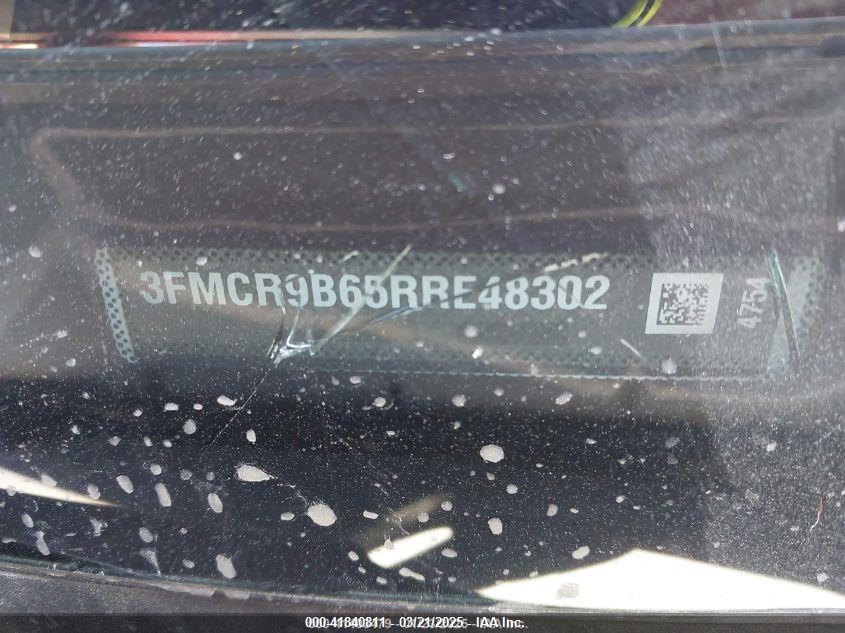 3FMCR9B65RRE48302
4754
000-41840811 - 03/21/2025 - IAA Inc.